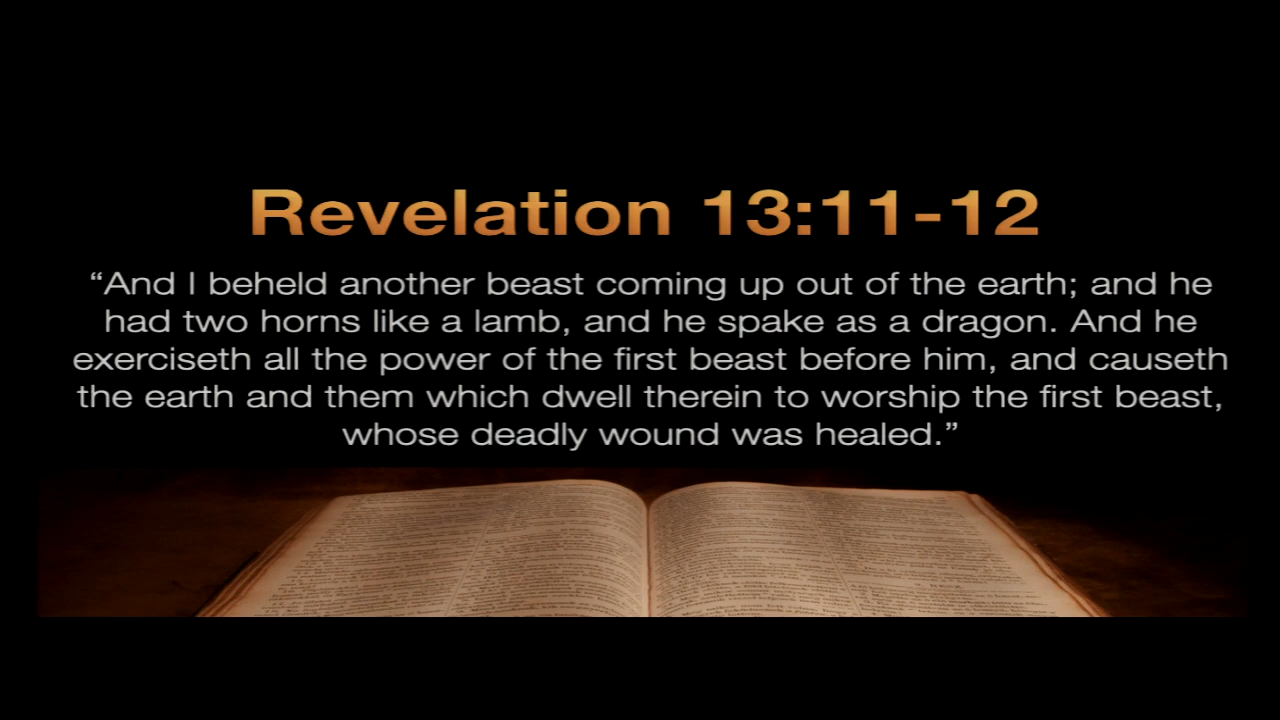 Revelation 13:11-12
“And I beheld another beast coming up out of the earth; and he
had two horns like a lamb, and he spake as a dragon. And he
exerciseth all the power of the first beast before him, and causeth
the earth and them which dwell therein to worship the first beast,
whose deadly wound was healed.”